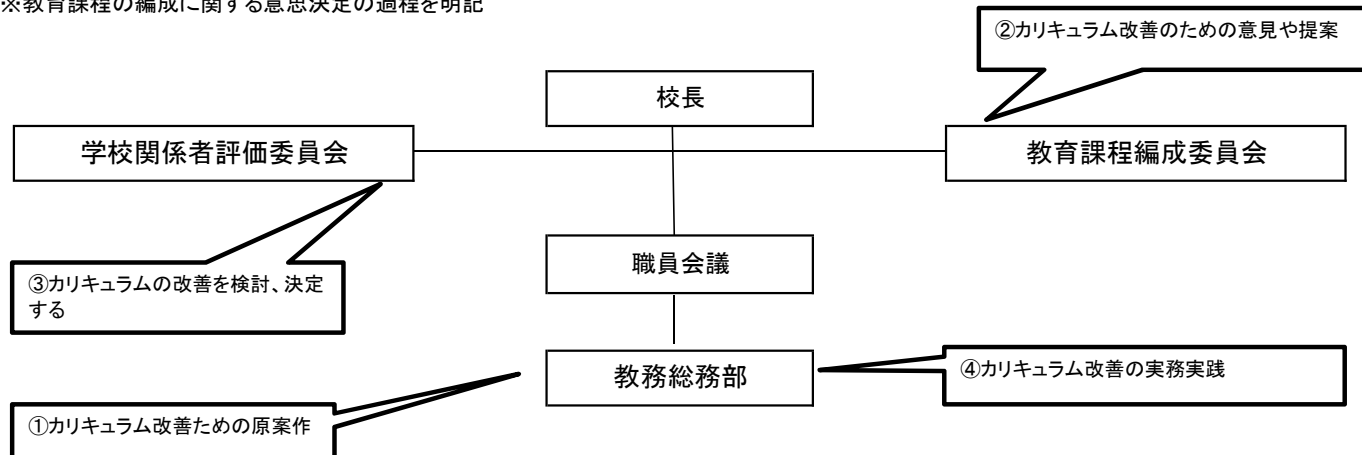 ※教育課程の編成に関する意思決定の過程を明記
②カリキュラム改善のための意見や提案
校長
学校関係者評価委員会
教育課程編成委員会
職員会議
③カリキュラムの改善を検討、決定
する
教務総務部
④カリキュラム改善の実務実践
①カリキュラム改善ための原案作